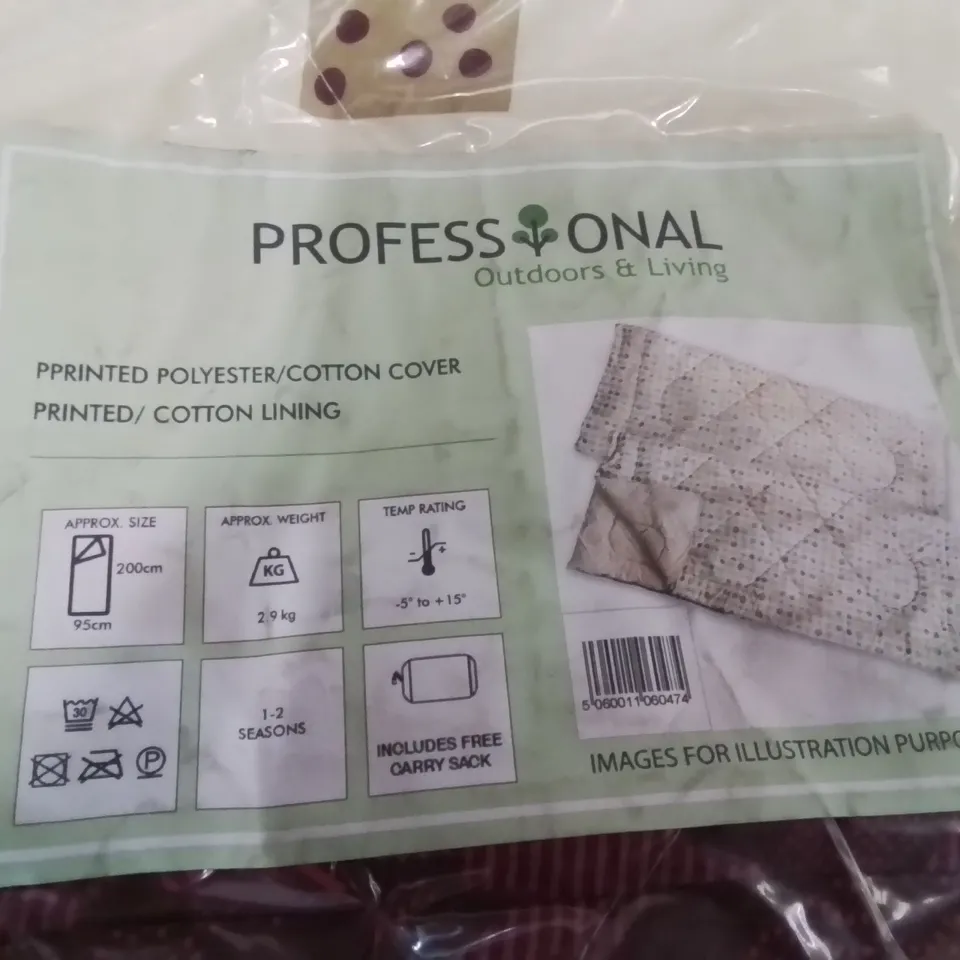 PROFESSIONAL
Outdoors & Living
PPRINTED POLYESTER/COTTON COVER
PRINTED/ COTTON LINING
APPROX. SIZE
200cm
95cm
APPROX. WEIGHT
KG
2.9 kg
TEMP RATING
- +
-5° to +15°
30
P
1-2
SEASONS
INCLUDES FREE
CARRY SACK
5 060011 060474
IMAGES FOR ILLUSTRATION PURPO